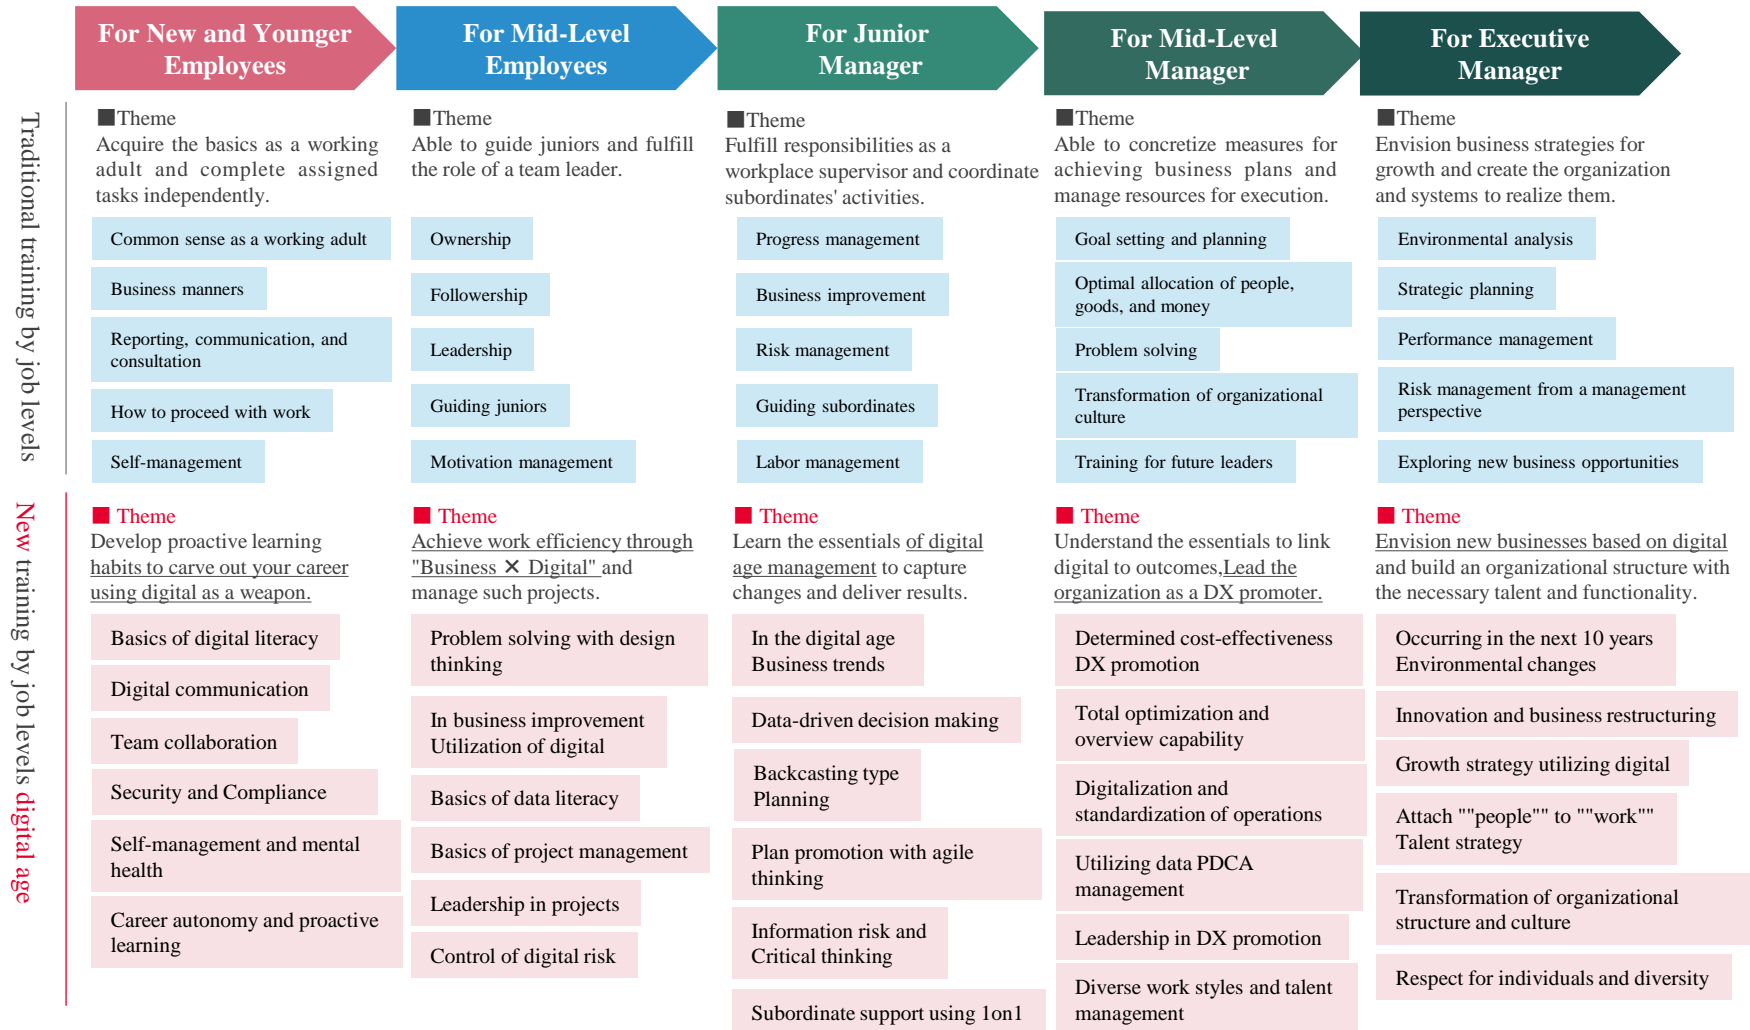 For New and Younger
Employees
For Mid-Level
Employees
For Junior
Manager
For Mid-Level
Manager
For Executive
Manager
Traditional training by job levels
■Theme
Acquire the basics as a working
adult and complete assigned
tasks independently.
Common sense as a working adult
Business manners
Reporting, communication, and
consultation
How to proceed with work
Self-management
■Theme
Able to guide juniors and fulfill
the role of a team leader.
Ownership
Followership
Leadership
Guiding juniors
Motivation management
■Theme
Fulfill responsibilities as a
workplace supervisor and coordinate
subordinates' activities.
Progress management
Business improvement
Risk management
Guiding subordinates
Labor management
■Theme
Able to concretize measures for
achieving business plans and
manage resources for execution.
Goal setting and planning
Optimal allocation of people,
goods, and money
Problem solving
Transformation of organizational
culture
Training for future leaders
■Theme
Envision business strategies for
growth and create the organization
and systems to realize them.
Environmental analysis
Strategic planning
Performance management
Risk management from a management
perspective
Exploring new business opportunities
New training by job levels digital age
■ Theme
Develop proactive learning
habits to carve out your career
using digital as a weapon.
Basics of digital literacy
Digital communication
Team collaboration
Security and Compliance
Self-management and mental
health
Career autonomy and proactive
learning
■ Theme
Achieve work efficiency through
"Business ✕ Digital" and
manage such projects.
Problem solving with design
thinking
In business improvement
Utilization of digital
Basics of data literacy
Basics of project management
Leadership in projects
Control of digital risk
■ Theme
Learn the essentials of digital
age management to capture
changes and deliver results.
In the digital age
Business trends
Data-driven decision making
Backcasting type
Planning
Plan promotion with agile
thinking
Information risk and
Critical thinking
Subordinate support using 1on1
■ Theme
Understand the essentials to link
digital to outcomes,Lead the
organization as a DX promoter.
Determined cost-effectiveness
DX promotion
Total optimization and
overview capability
Digitalization and
standardization of operations
Utilizing data PDCA
management
Leadership in DX promotion
Diverse work styles and talent
management
■ Theme
Envision new businesses based on digital
and build an organizational structure with
the necessary talent and functionality.
Occurring in the next 10 years
Environmental changes
Innovation and business restructuring
Growth strategy utilizing digital
Attach ""people"" to ""work""
Talent strategy
Transformation of organizational
structure and culture
Respect for individuals and diversity